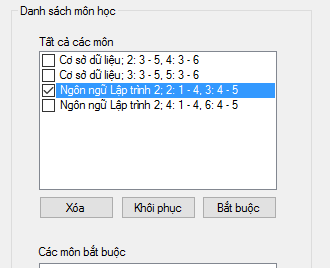 Danh sách môn học
Tất cả các môn
Cơ sở dữ liệu; 2: 3 - 5, 4: 3 - 6
Cơ sở dữ liệu; 3: 3 - 5, 5: 3 - 6
Ngôn ngữ Lập trình 2; 2: 1 - 4, 3: 4 - 5
Ngôn ngữ Lập trình 2; 4: 1 - 4, 6: 4 - 5
Xóa Khôi phục Bắt buộc
Các môn bắt buộc